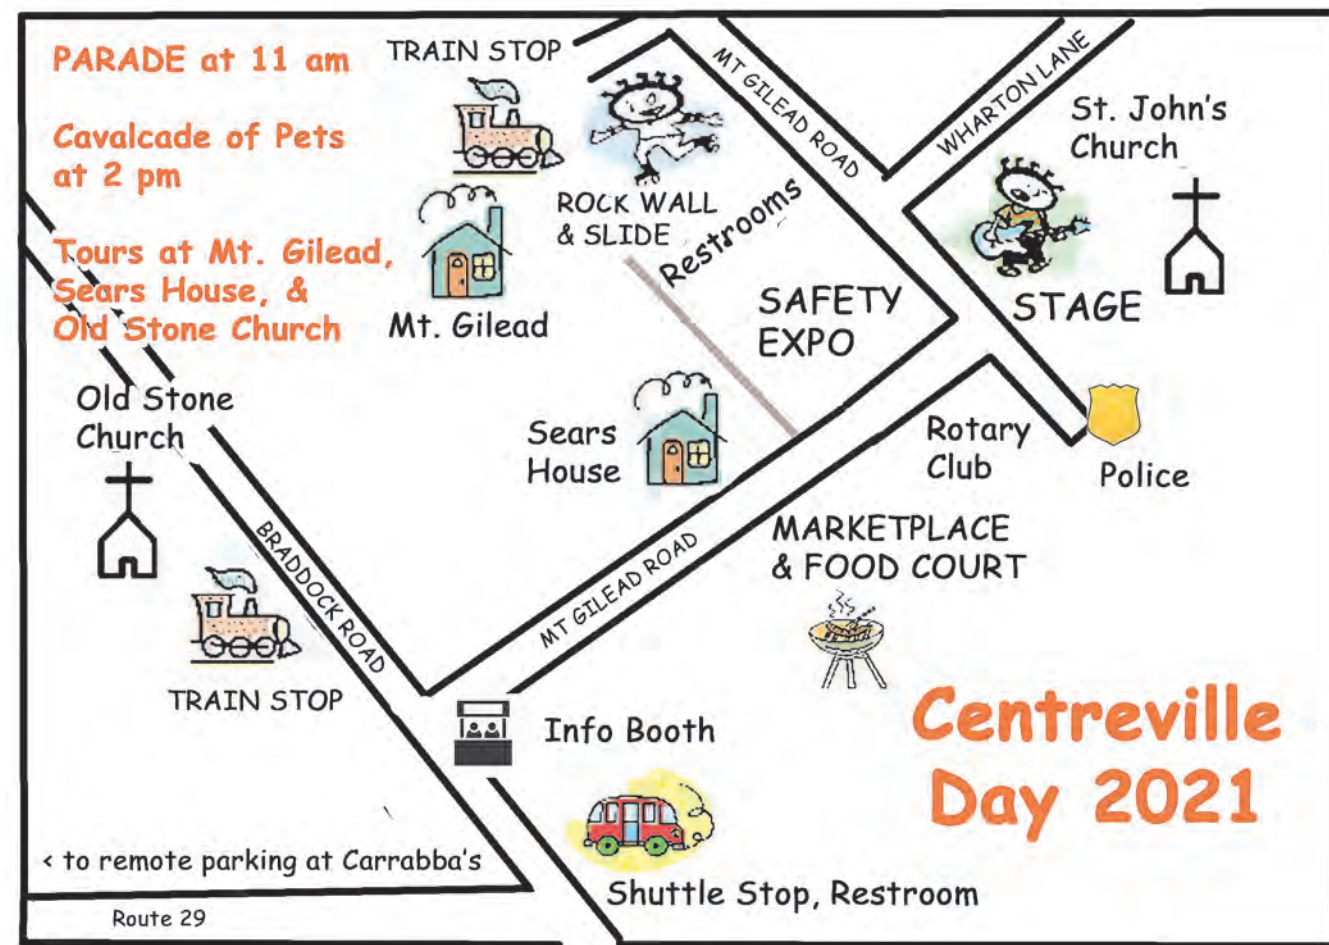 PARADE at 11 am
Cavalcade of Pets
at 2 pm
Tours at Mt. Gilead,
Sears House, &
Old Stone Church
TRAIN STOP
MT GILEAD ROAD
WHARTON LANE
St. John's
Church
ROCK WALL
& SLIDE
Restrooms
Mt. Gilead
SAFETY
EXPO
STAGE
Old Stone
Church
Sears
House
Rotary
Club
Police
BRADDOCK ROAD
MT GILEAD ROAD
MARKETPLACE
& FOOD COURT
TRAIN STOP
Info Booth
Centreville
Day 2021
< to remote parking at Carrabba's
Shuttle Stop, Restroom
Route 29